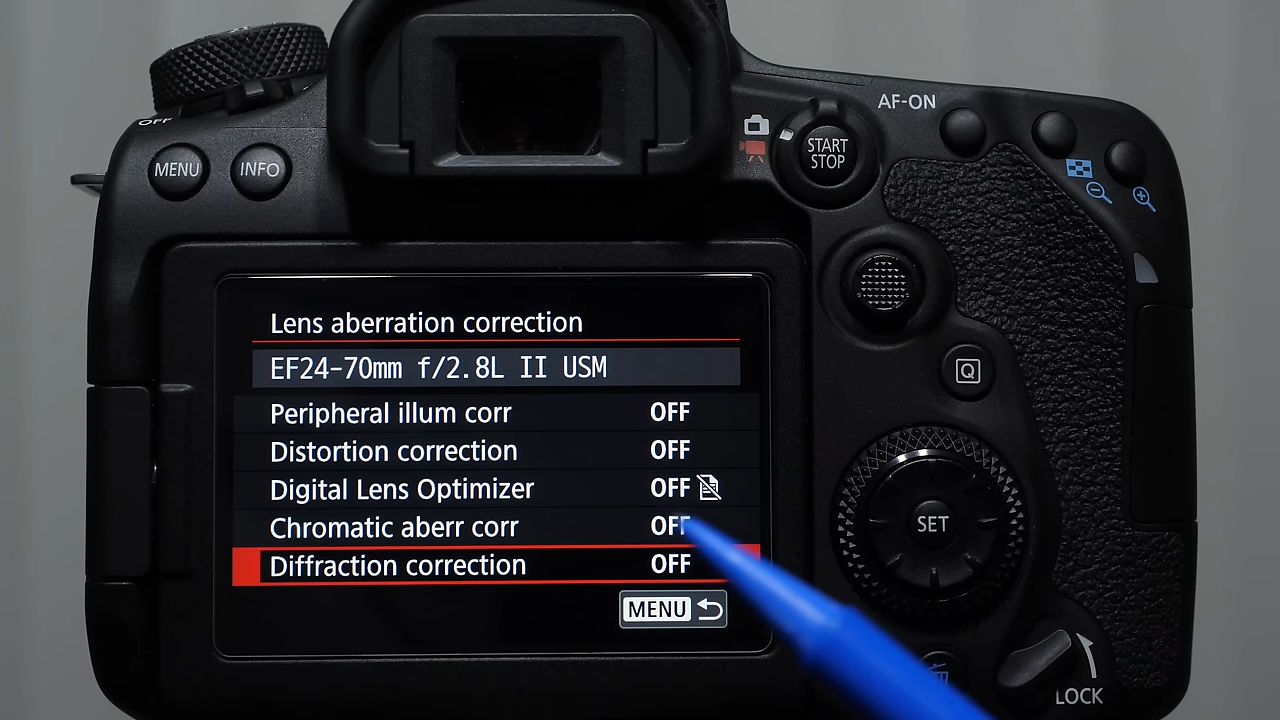 OFF
MENU
INFO
START
STOP
AF-ON
Lens aberration correction
EF24-70mm f/2.8L II USM
Peripheral illum corr OFF
Distortion correction OFF
Digital Lens Optimizer OFF
Chromatic aberr corr OFF
Diffraction correction OFF
MENU
Q
SET
LOCK